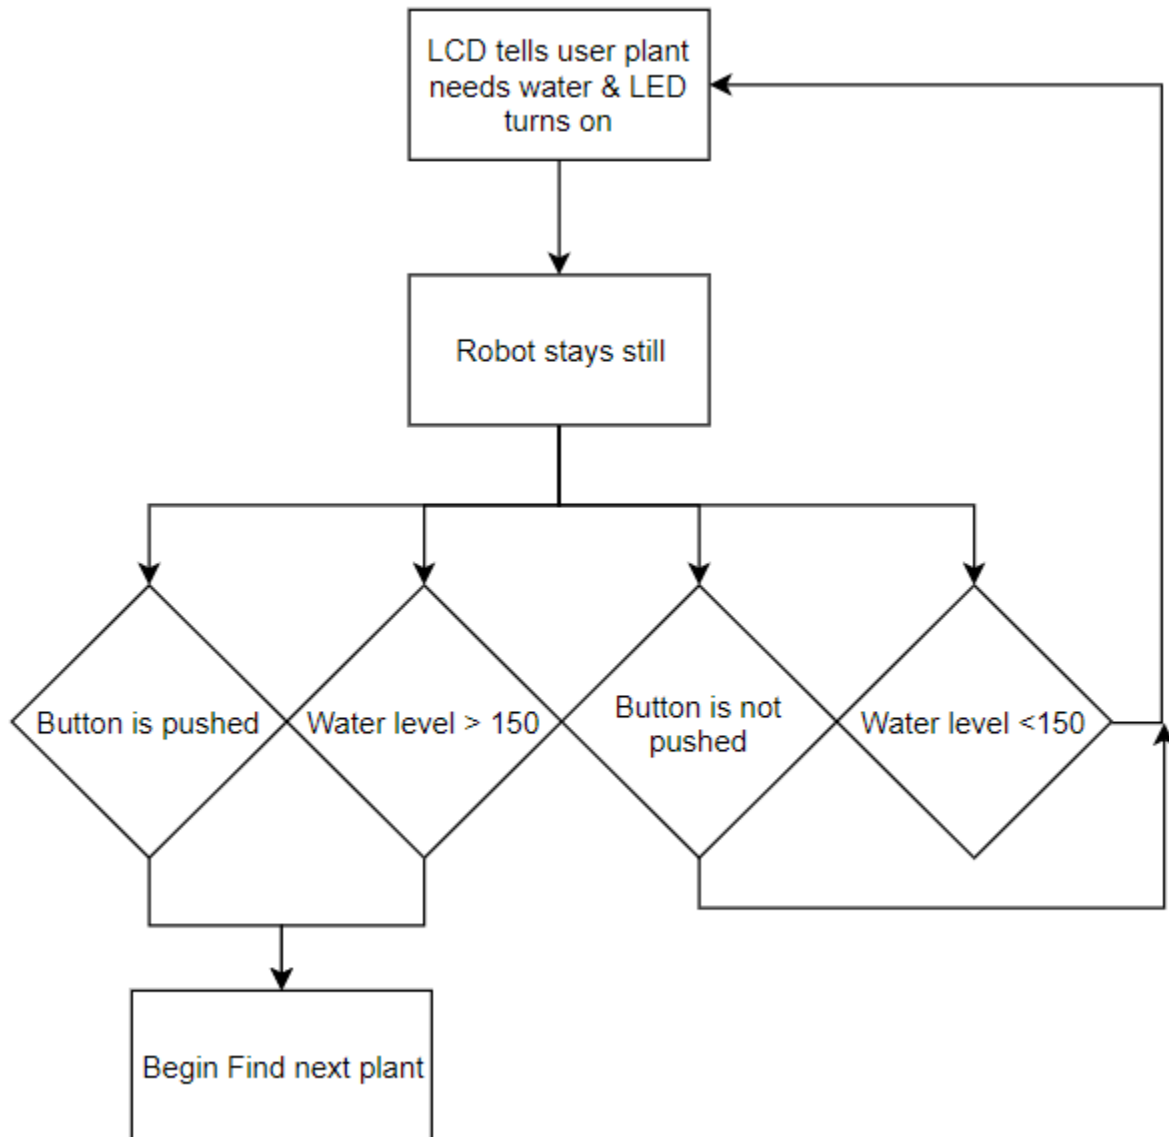 LCD tells user plant
needs water & LED
turns on
Robot stays still
Button is pushed
Water level > 150
Button is not
pushed
Water level <150
Begin Find next plant